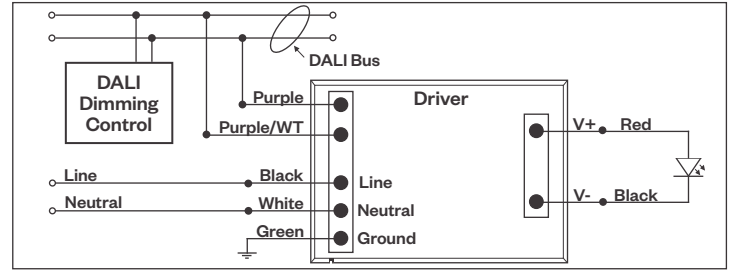 DALI Bus
DALI
Dimming
Control
Purple
Driver
Purple/WT
V+ Red
Line Black Line
V- Black
Neutral White Neutral
Green Ground